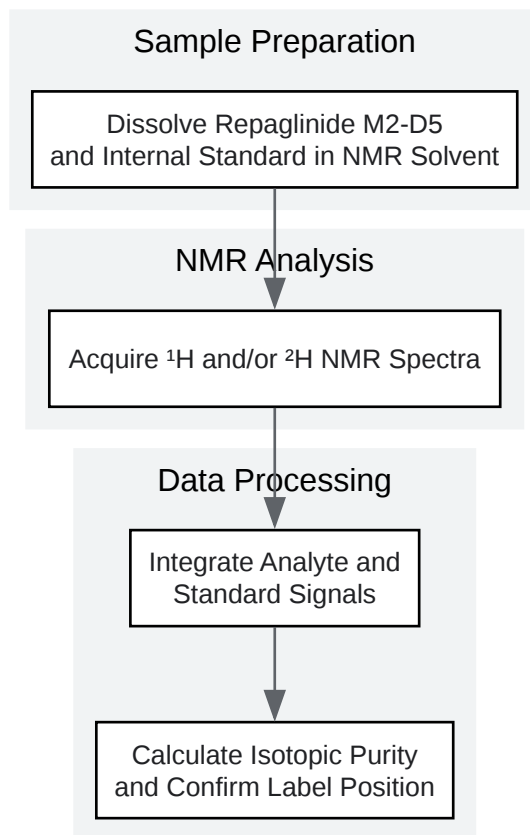 Sample Preparation
Dissolve Repaglinide M2-D5
and Internal Standard in NMR Solvent
NMR Analysis
Acquire ¹H and/or ²H NMR Spectra
Data Processing
Integrate Analyte and
Standard Signals
Calculate Isotopic Purity
and Confirm Label Position